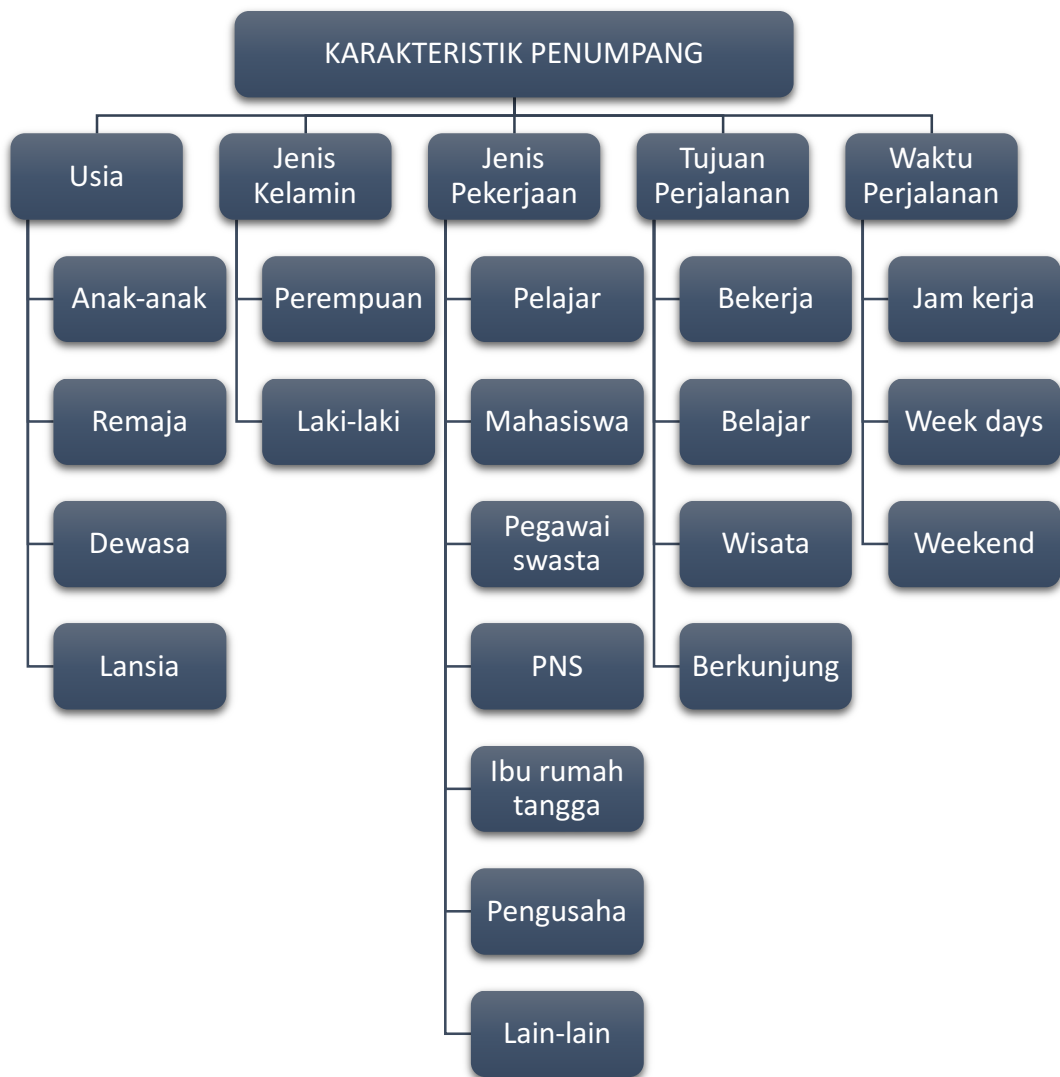 KARAKTERISTIK PENUMPANG
Usia
Anak-anak
Remaja
Dewasa
Lansia
Jenis
Kelamin
Perempuan
Laki-laki
Jenis
Pekerjaan
Pelajar
Mahasiswa
Pegawai
swasta
PNS
Ibu rumah
tangga
Pengusaha
Lain-lain
Tujuan
Perjalanan
Bekerja
Belajar
Wisata
Berkunjung
Waktu
Perjalanan
Jam kerja
Week days
Weekend